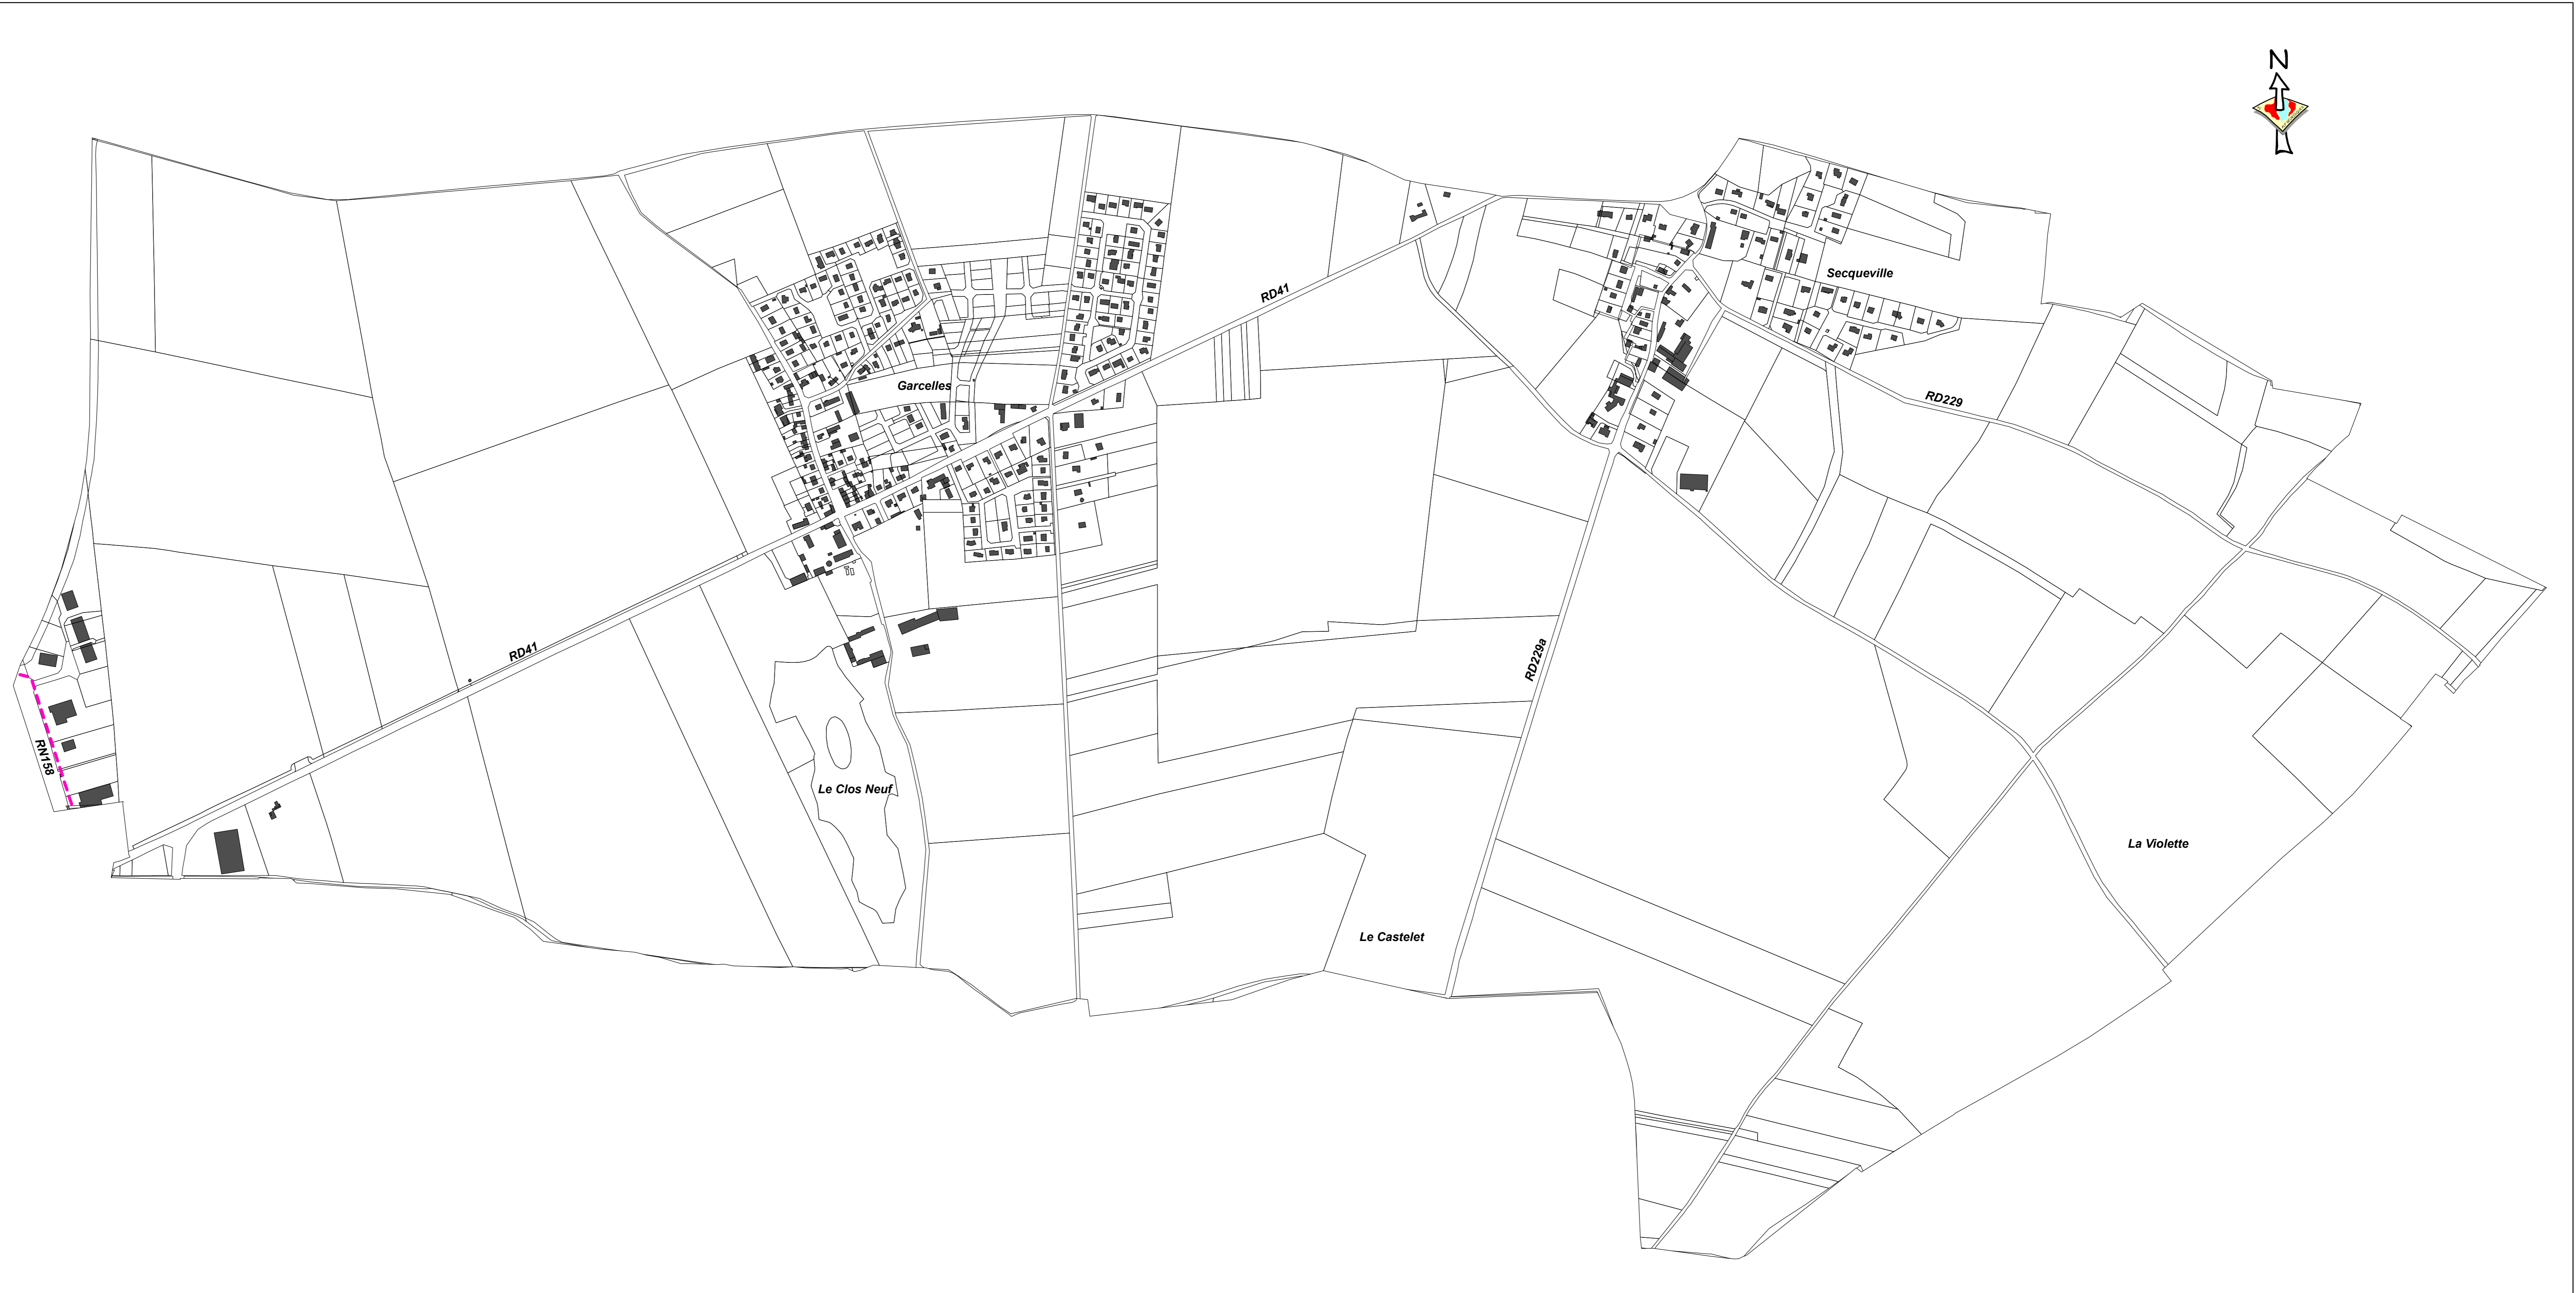 N
Secqueville
RD41
Garcelles
RD229
RD41
RD229a
RN158
Le Clos Neuf
La Violette
Le Castelet